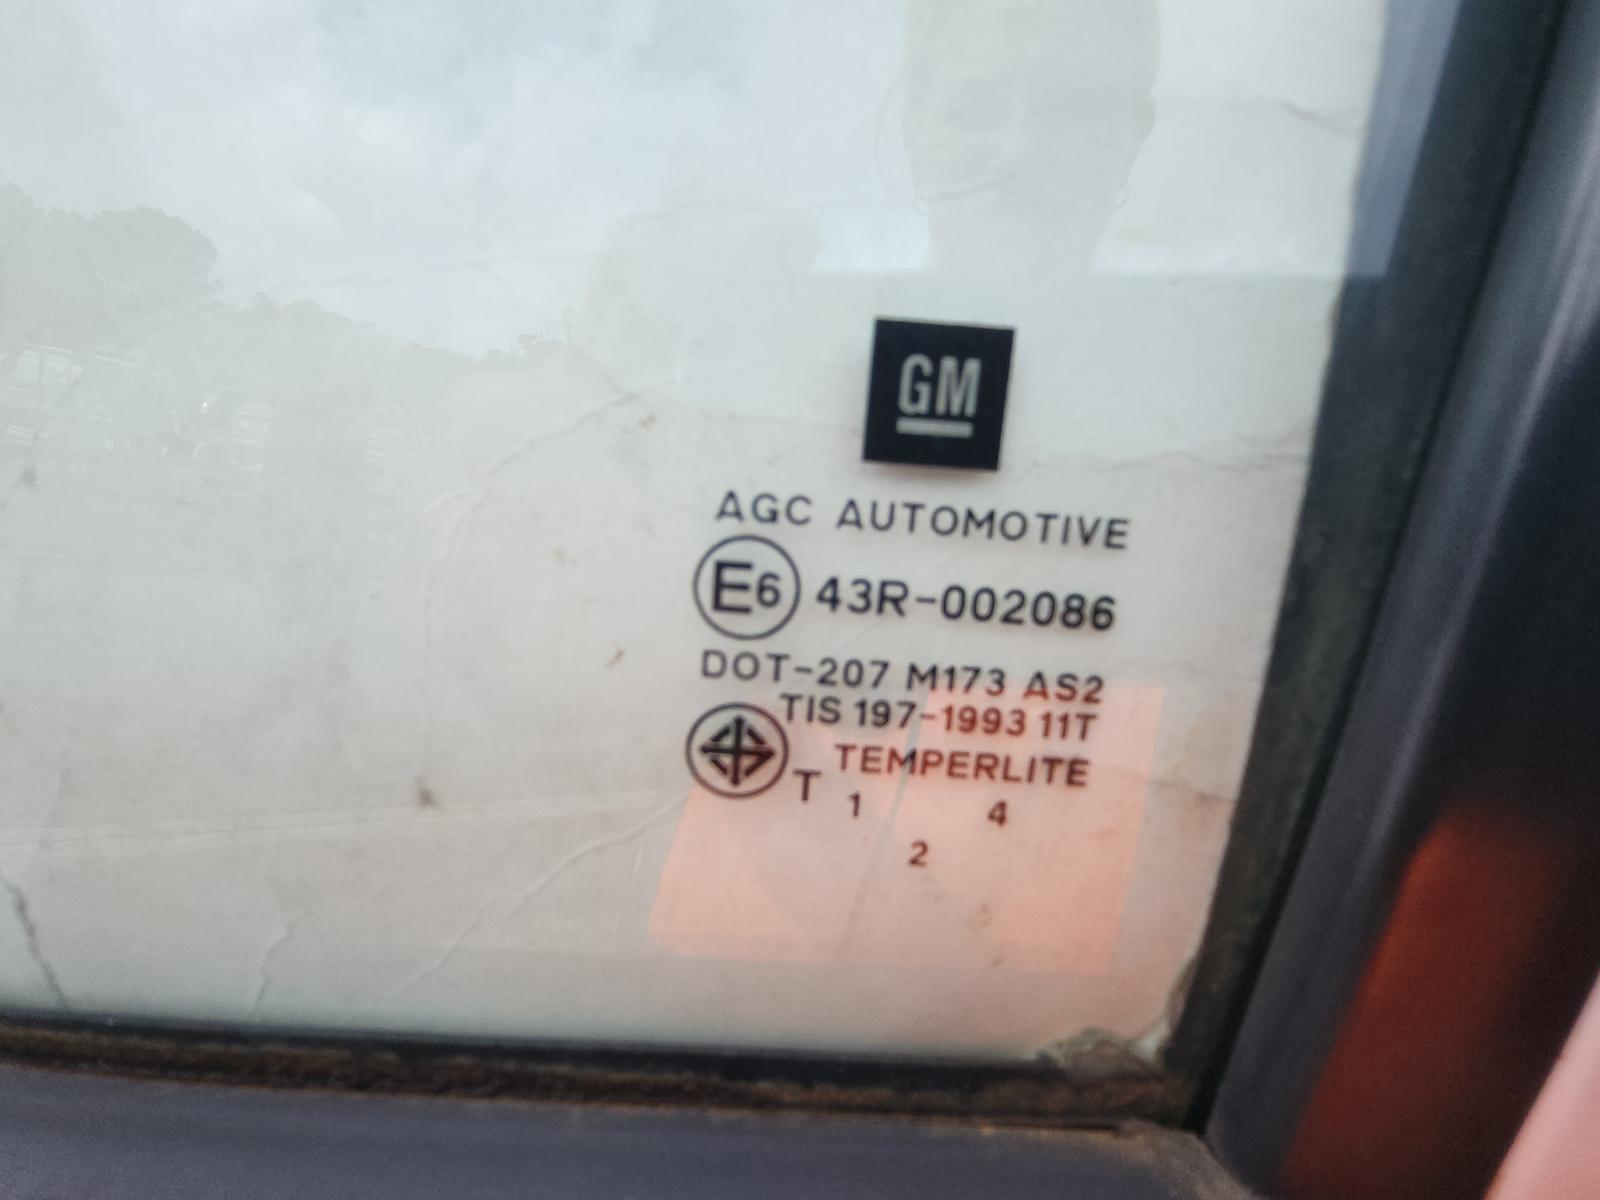 GM
AGC AUTOMOTIVE
E6 43R-002086
DOT-207 M173 AS2
TIS 197-1993 11T
TEMPERLITE
T 1 4
2